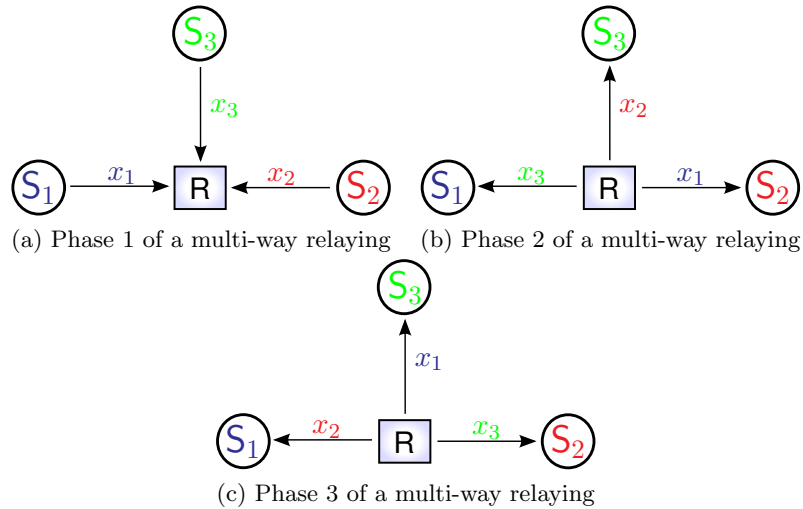 S₃
x₃
S₁ x₁ R x₂ S₂
(a) Phase 1 of a multi-way relaying
S₃
x₂
S₁ x₃ R x₁ S₂
(b) Phase 2 of a multi-way relaying
S₃
x₁
S₁ x₂ R x₃ S₂
(c) Phase 3 of a multi-way relaying